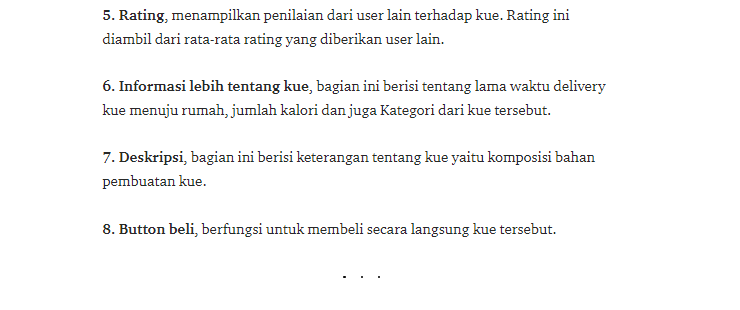 5. Rating, menampilkan penilaian dari user lain terhadap kue. Rating ini
diambil dari rata-rata rating yang diberikan user lain.
6. Informasi lebih tentang kue, bagian ini berisi tentang lama waktu delivery
kue menuju rumah, jumlah kalori dan juga Kategori dari kue tersebut.
7. Deskripsi, bagian ini berisi keterangan tentang kue yaitu komposisi bahan
pembuatan kue.
8. Button beli, berfungsi untuk membeli secara langsung kue tersebut.
. . .